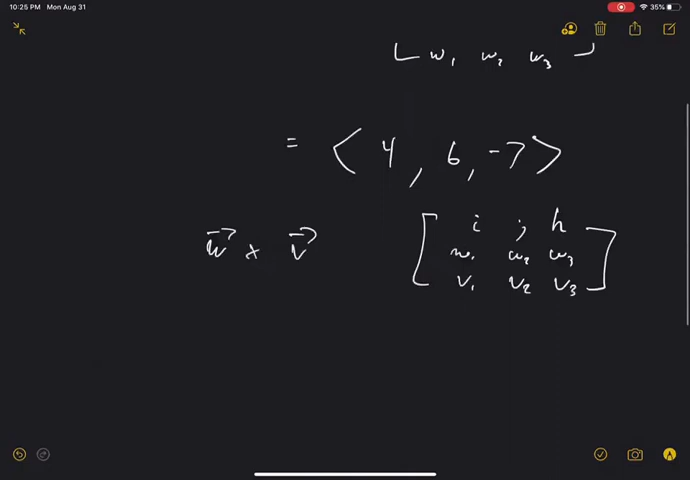 10:25 PM Mon Aug 31 35%
[ w₁ w₂ w₃ ]
= < 4, 6, -7 >
w⃗ × v⃗ [ i j k
w₁ w₂ w₃
v₁ v₂ v₃ ]